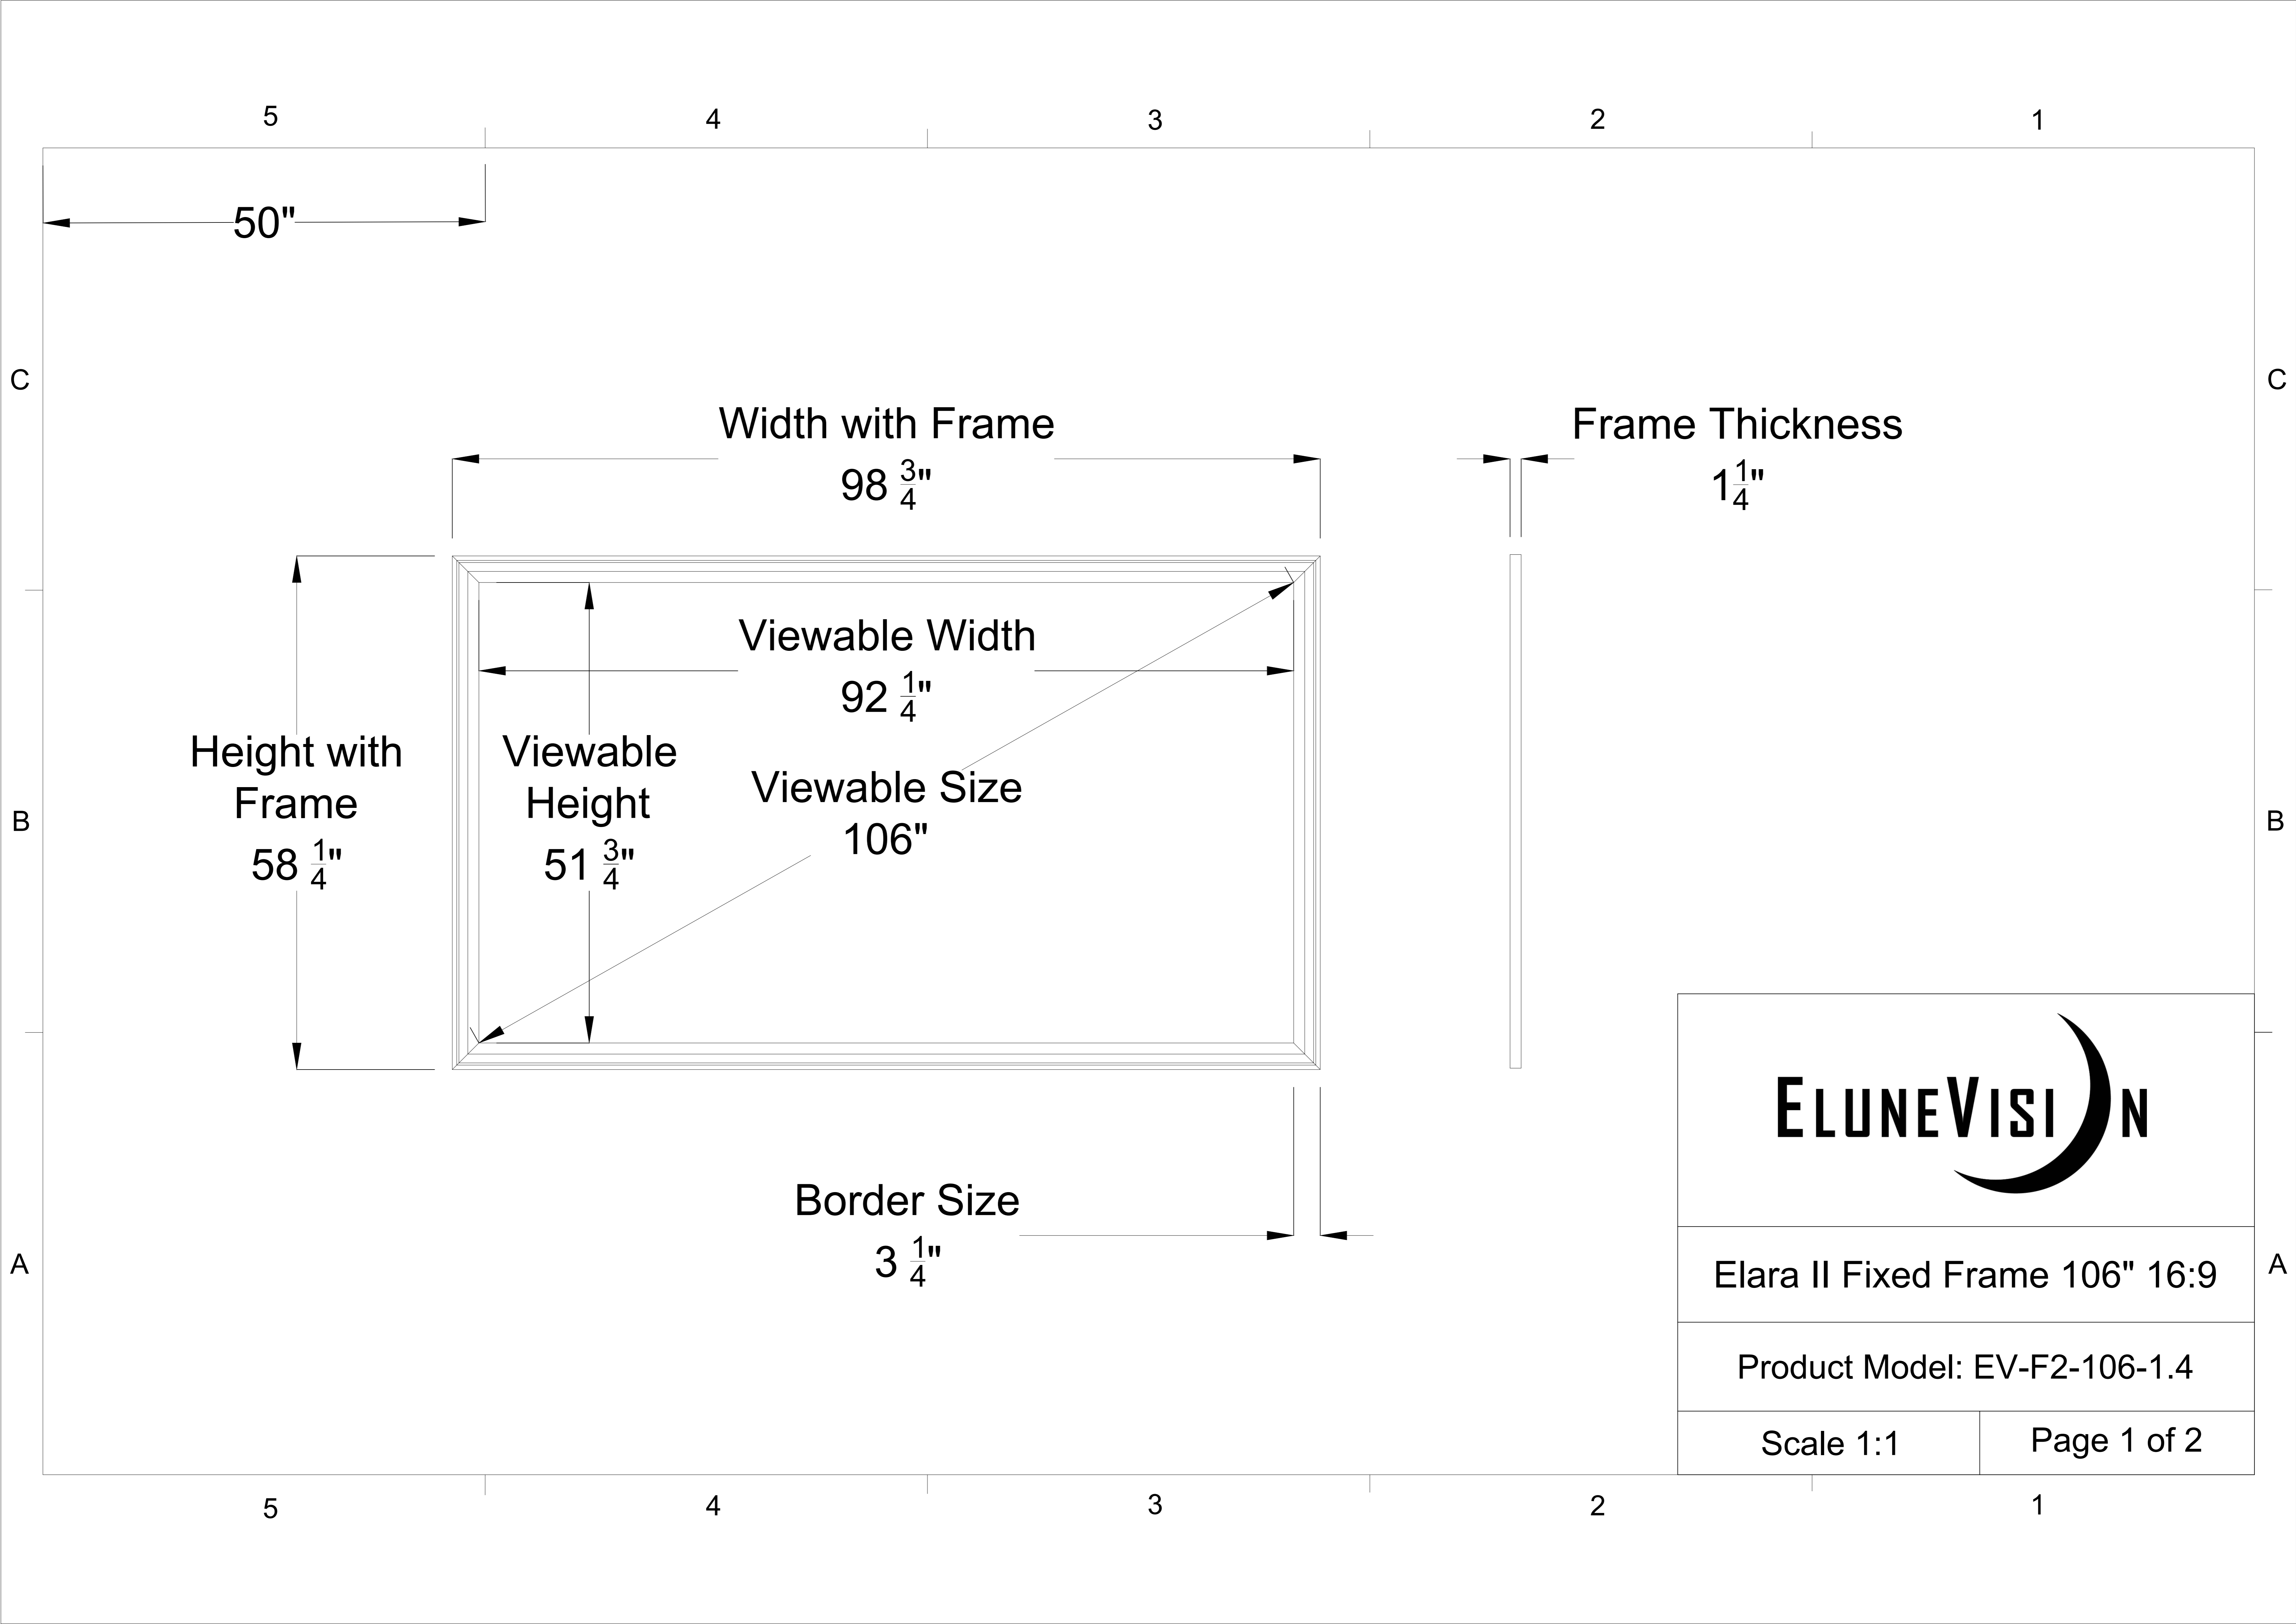 5 4 3 2 1
50"
C C
Width with Frame
98 3/4"
Frame Thickness
1 1/4"
Viewable Width
92 1/4"
Height with
Frame
58 1/4"
Viewable
Height
51 3/4"
Viewable Size
106"
B B
ELUNEVISION
Border Size
3 1/4"
A A
Elara II Fixed Frame 106" 16:9
Product Model: EV-F2-106-1.4
Scale 1:1
Page 1 of 2
5 4 3 2 1